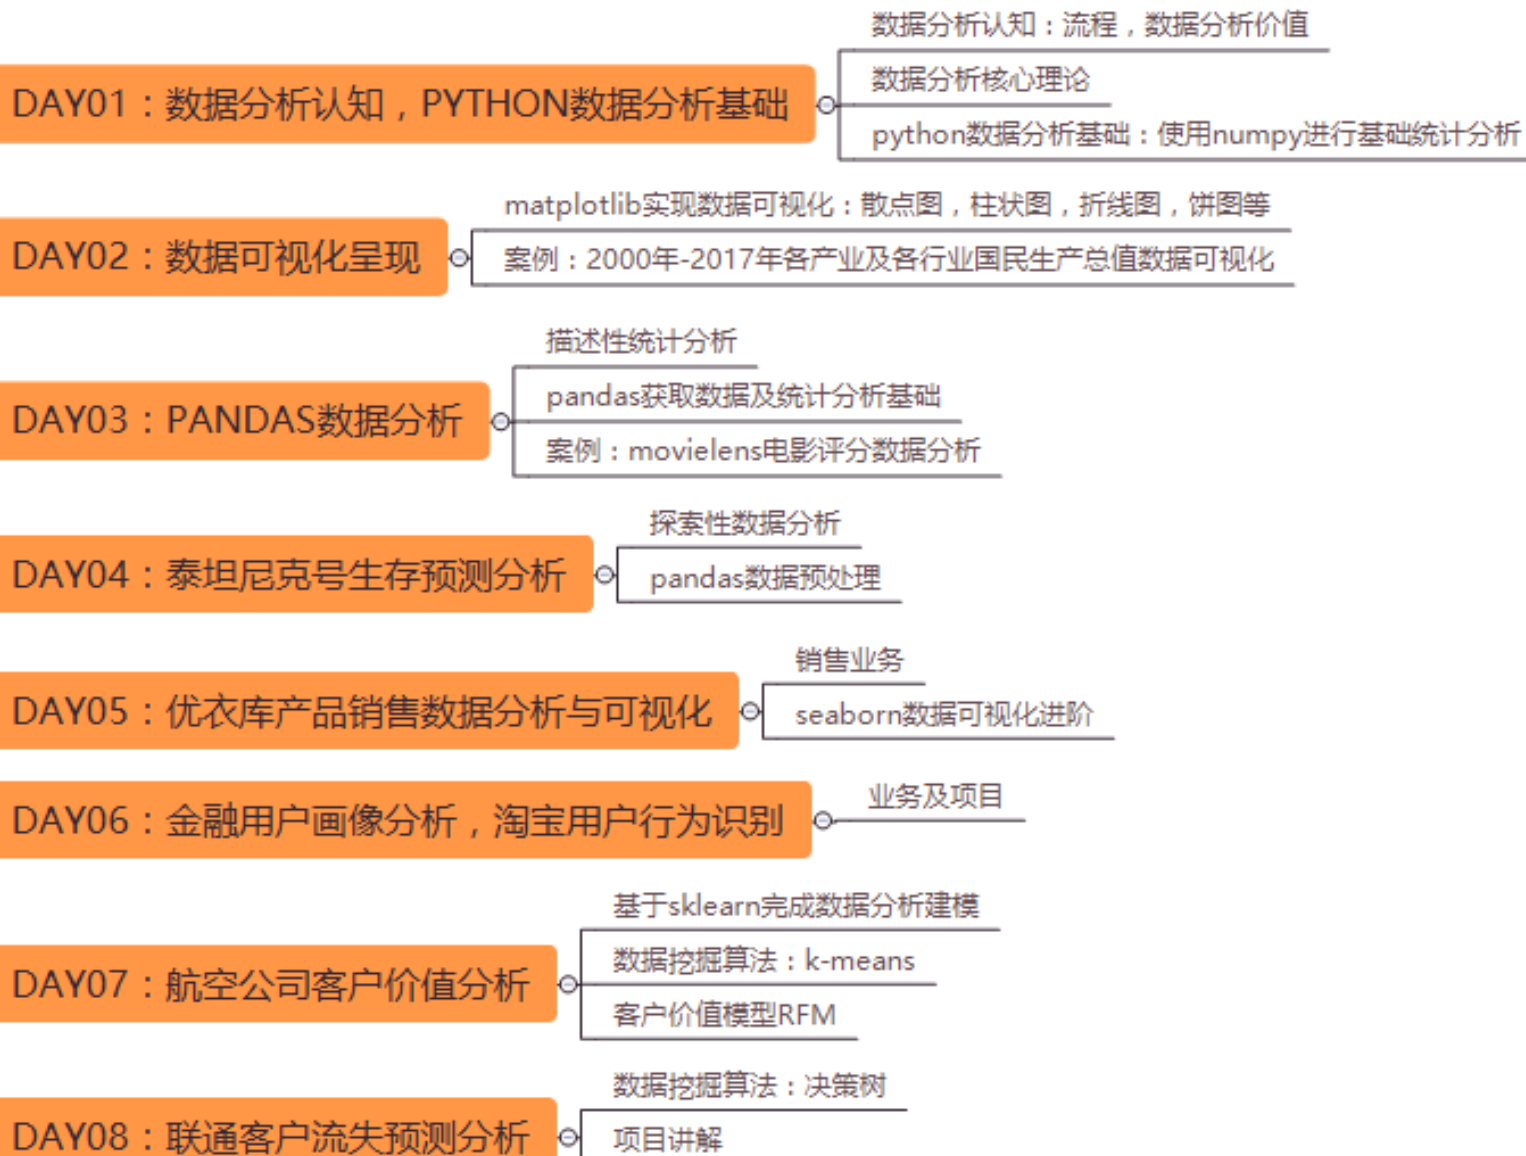 数据分析认知：流程，数据分析价值
DAY01：数据分析认知，PYTHON数据分析基础
数据分析核心理论
python数据分析基础：使用numpy进行基础统计分析
matplotlib实现数据可视化：散点图，柱状图，折线图，饼图等
DAY02：数据可视化呈现
案例：2000年-2017年各产业及各行业国民生产总值数据可视化
描述性统计分析
DAY03：PANDAS数据分析
pandas获取数据及统计分析基础
案例：movielens电影评分数据分析
探索性数据分析
DAY04：泰坦尼克号生存预测分析
pandas数据预处理
销售业务
DAY05：优衣库产品销售数据分析与可视化
seaborn数据可视化进阶
DAY06：金融用户画像分析，淘宝用户行为识别
业务及项目
基于sklearn完成数据分析建模
DAY07：航空公司客户价值分析
数据挖掘算法：k-means
客户价值模型RFM
数据挖掘算法：决策树
DAY08：联通客户流失预测分析
项目讲解